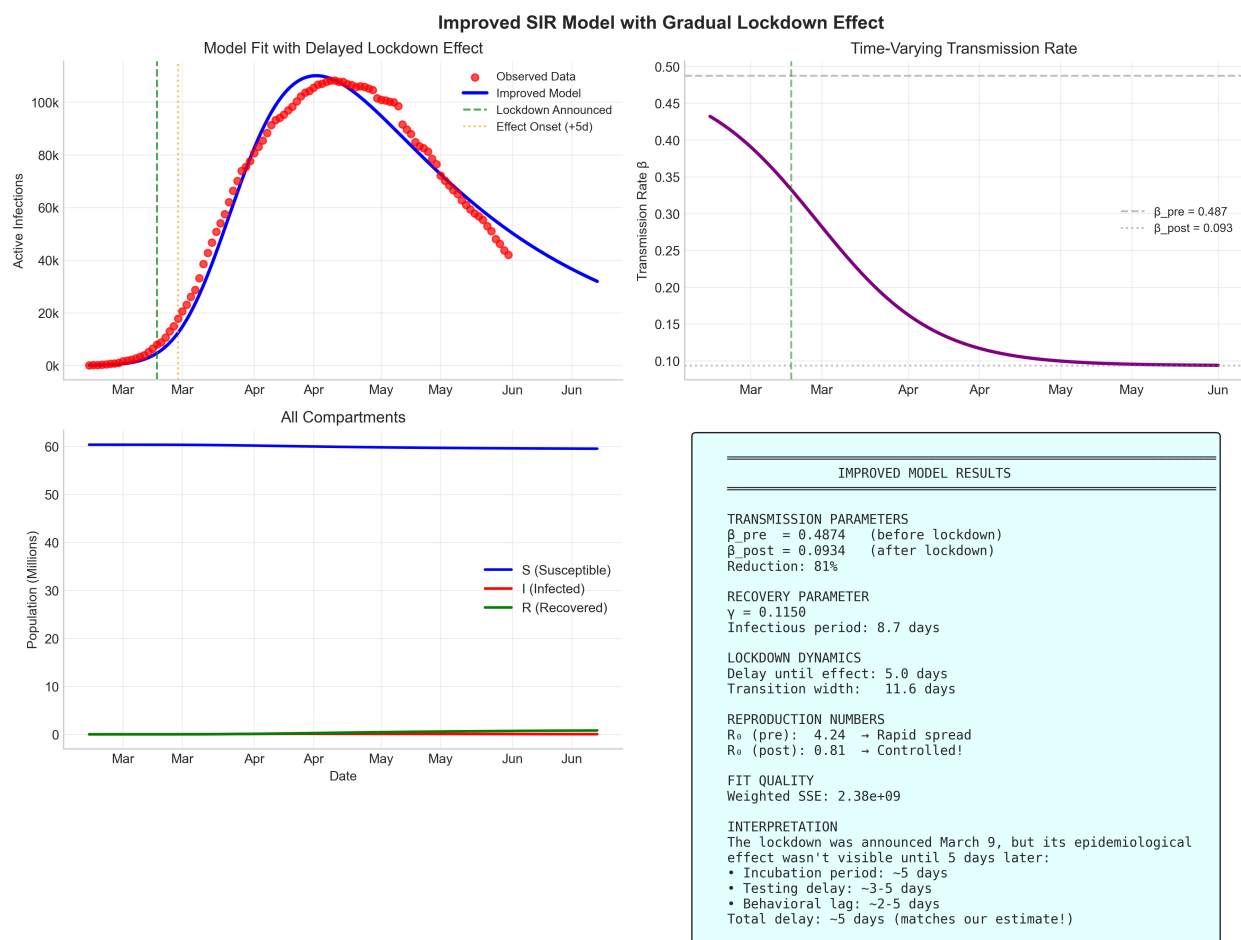 Improved SIR Model with Gradual Lockdown Effect
Model Fit with Delayed Lockdown Effect
Active Infections
100k
80k
60k
40k
20k
0k
Mar Mar Apr Apr May May Jun Jun
Observed Data
Improved Model
Lockdown Announced
Effect Onset (+5d)
Time-Varying Transmission Rate
Transmission Rate β
0.50
0.45
0.40
0.35
0.30
0.25
0.20
0.15
0.10
Mar Mar Apr Apr May May Jun
β_pre = 0.487
β_post = 0.093
All Compartments
Population (Millions)
60
50
40
30
20
10
0
Mar Mar Apr Apr May May Jun Jun
Date
S (Susceptible)
I (Infected)
R (Recovered)
IMPROVED MODEL RESULTS
TRANSMISSION PARAMETERS
β_pre = 0.4874 (before lockdown)
β_post = 0.0934 (after lockdown)
Reduction: 81%
RECOVERY PARAMETER
γ = 0.1150
Infectious period: 8.7 days
LOCKDOWN DYNAMICS
Delay until effect: 5.0 days
Transition width: 11.6 days
REPRODUCTION NUMBERS
R₀ (pre): 4.24 → Rapid spread
R₀ (post): 0.81 → Controlled!
FIT QUALITY
Weighted SSE: 2.38e+09
INTERPRETATION
The lockdown was announced March 9, but its epidemiological
effect wasn't visible until 5 days later:
• Incubation period: ~5 days
• Testing delay: ~3-5 days
• Behavioral lag: ~2-5 days
Total delay: ~5 days (matches our estimate!)